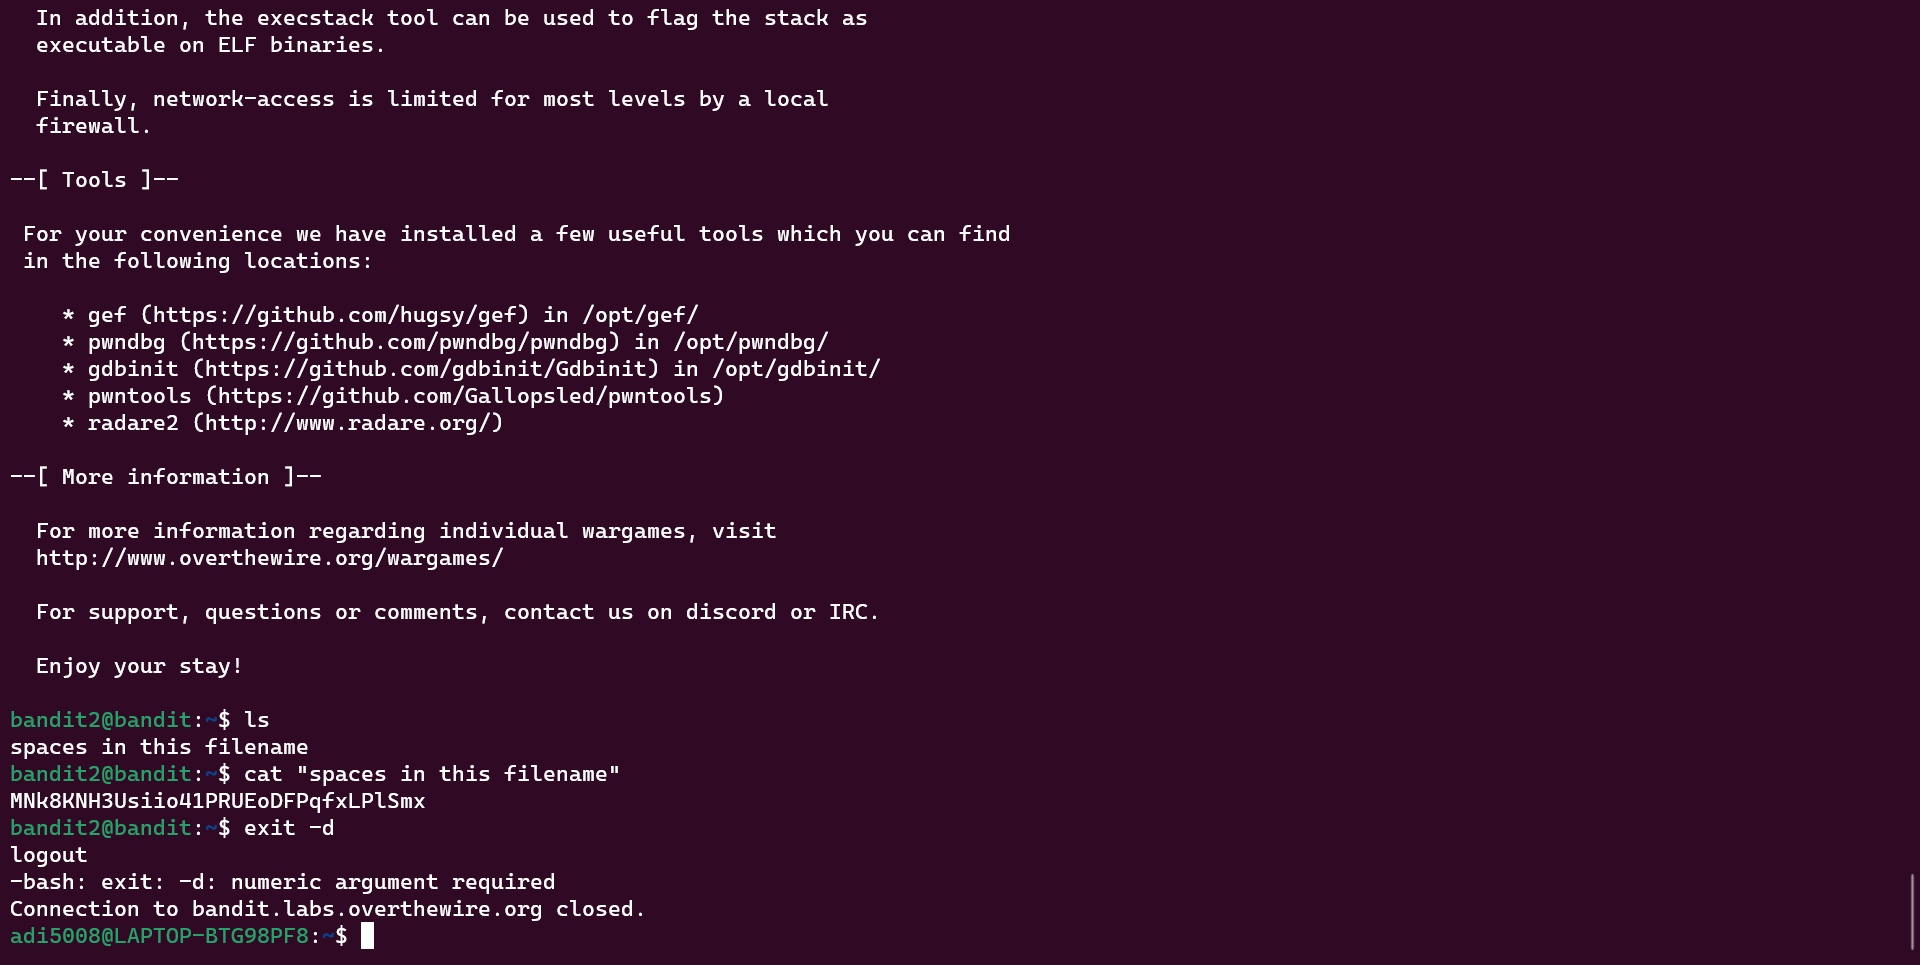 In addition, the execstack tool can be used to flag the stack as
executable on ELF binaries.
Finally, network-access is limited for most levels by a local
firewall.
--[ Tools ]--
For your convenience we have installed a few useful tools which you can find
in the following locations:
* gef (https://github.com/hugsy/gef) in /opt/gef/
* pwndbg (https://github.com/pwndbg/pwndbg) in /opt/pwndbg/
* gdbinit (https://github.com/gdbinit/Gdbinit) in /opt/gdbinit/
* pwntools (https://github.com/Gallopsled/pwntools)
* radare2 (http://www.radare.org/)
--[ More information ]--
For more information regarding individual wargames, visit
http://www.overthewire.org/wargames/
For support, questions or comments, contact us on discord or IRC.
Enjoy your stay!
bandit2@bandit:~$ ls
spaces in this filename
bandit2@bandit:~$ cat "spaces in this filename"
MNk8KNH3Usiio41PRUEoDFPqfxLPlSmx
bandit2@bandit:~$ exit -d
logout
-bash: exit: -d: numeric argument required
Connection to bandit.labs.overthewire.org closed.
adi5008@LAPTOP-BTG98PF8:~$